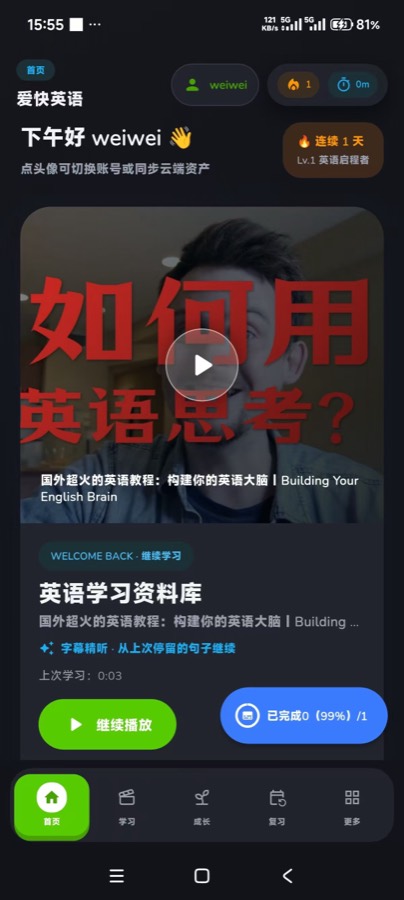 15:55 ··· 121 KB/s 5G 5G 81%
首页
爱快英语
weiwei
1
0m
下午好 weiwei 👋
点头像可切换账号或同步云端资产
🔥 连续 1 天
Lv.1 英语启程者
如何用
英语思考?
国外超火的英语教程：构建你的英语大脑丨Building Your
English Brain
WELCOME BACK · 继续学习
英语学习资料库
国外超火的英语教程：构建你的英语大脑丨Building ...
字幕精听 · 从上次停留的句子继续
上次学习：0:03
继续播放
已完成0（99%）/1
首页
学习
成长
复习
更多